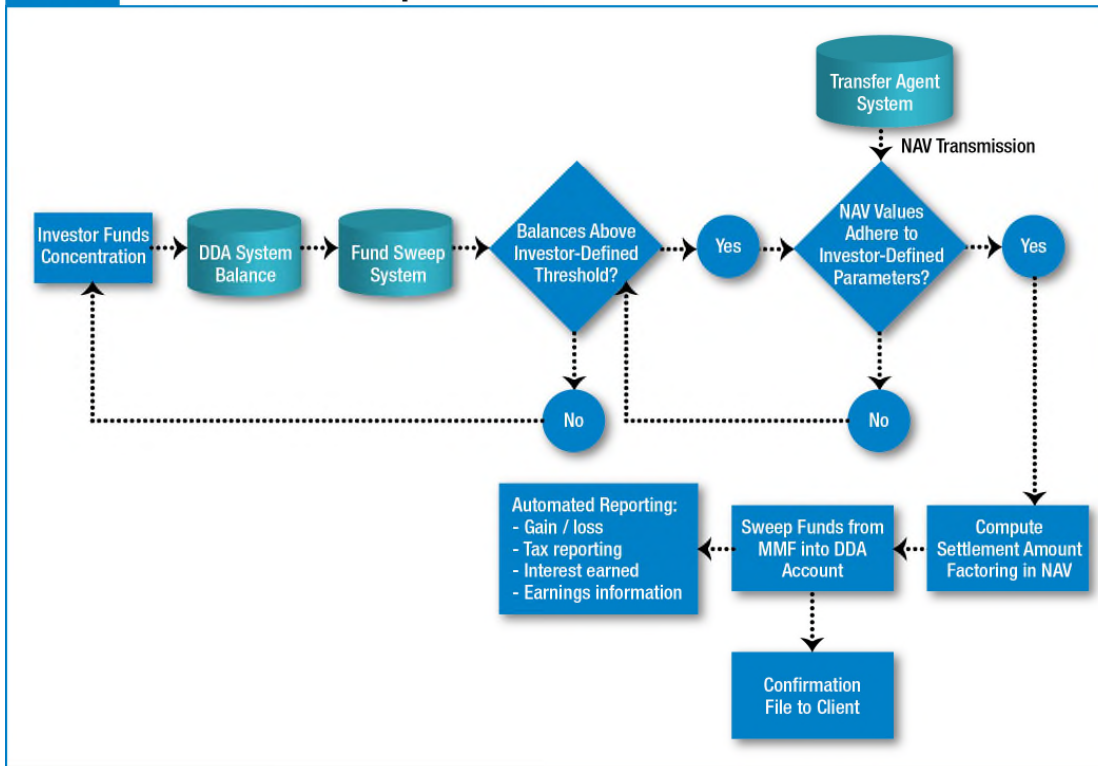 Transfer Agent
System
NAV Transmission
Investor Funds
Concentration
DDA System
Balance
Fund Sweep
System
Balances Above
Investor-Defined
Threshold?
Yes
NAV Values
Adhere to
Investor-Defined
Parameters?
Yes
No
No
Automated Reporting:
- Gain / loss
- Tax reporting
- Interest earned
- Earnings information
Sweep Funds from
MMF into DDA
Account
Compute
Settlement Amount
Factoring in NAV
Confirmation
File to Client